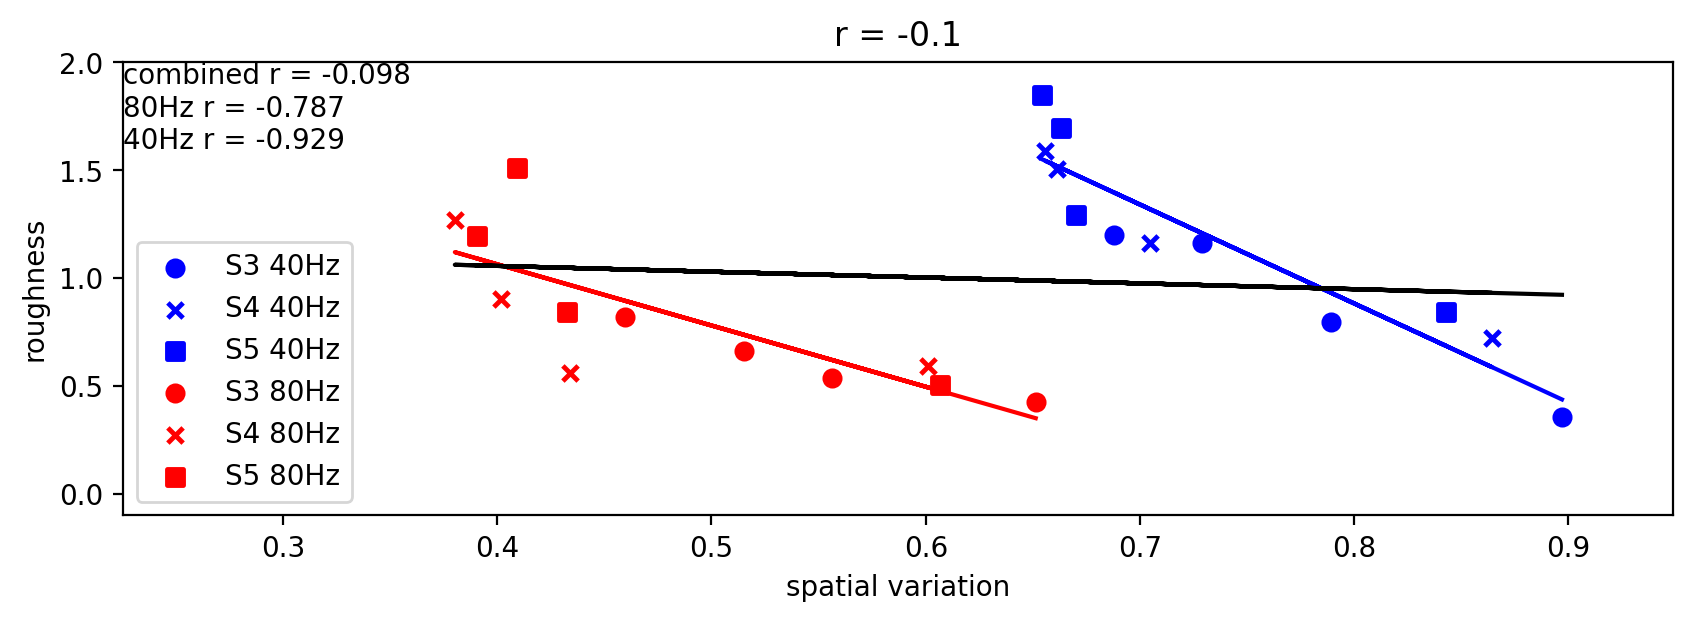 r = -0.1
combined r = -0.098
80Hz r = -0.787
40Hz r = -0.929
2.0
1.5
1.0
0.5
0.0
roughness
S3 40Hz
S4 40Hz
S5 40Hz
S3 80Hz
S4 80Hz
S5 80Hz
0.3 0.4 0.5 0.6 0.7 0.8 0.9
spatial variation